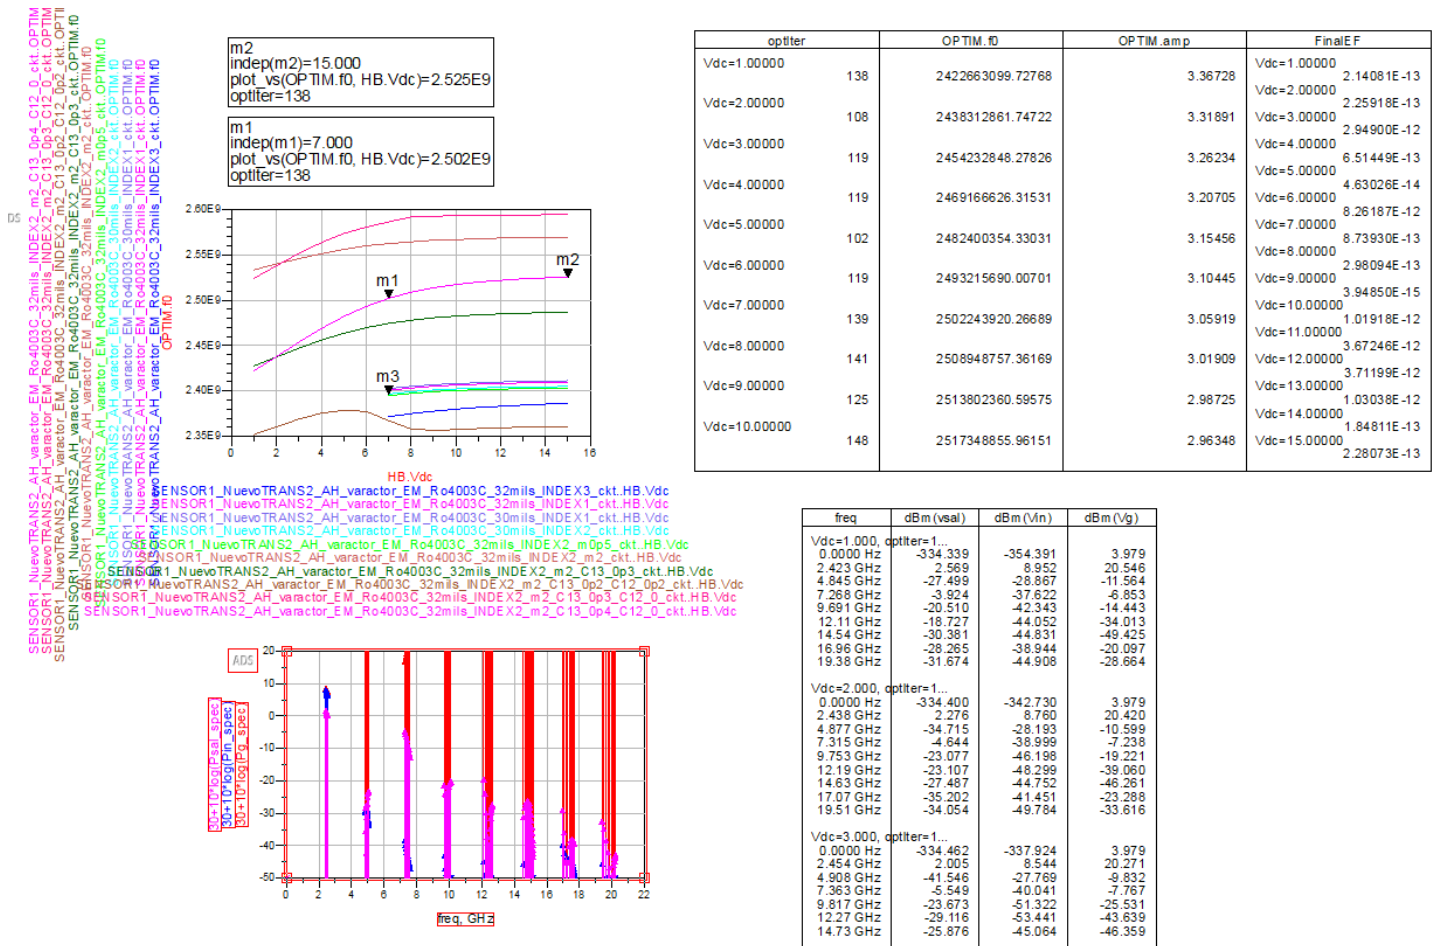 m2
indep(m2)=15.000
plot_vs(OPTIM.f0, HB.Vdc)=2.525E9
optIter=138
m1
indep(m1)=7.000
plot_vs(OPTIM.f0, HB.Vdc)=2.502E9
optIter=138
DS
2.60E9
2.55E9
2.50E9
2.45E9
2.40E9
2.35E9
OPTIM.f0
m1
m2
m3
0 2 4 6 8 10 12 14 16
HB.Vdc
SENSOR1_NuevoTRANS2_AH_varactor_EM_Ro4003C_32mils_INDEX3_ckt..HB.Vdc
SENSOR1_NuevoTRANS2_AH_varactor_EM_Ro4003C_32mils_INDEX1_ckt..HB.Vdc
SENSOR1_NuevoTRANS2_AH_varactor_EM_Ro4003C_30mils_INDEX1_ckt..HB.Vdc
SENSOR1_NuevoTRANS2_AH_varactor_EM_Ro4003C_30mils_INDEX2_ckt..HB.Vdc
SENSOR1_NuevoTRANS2_AH_varactor_EM_Ro4003C_32mils_INDEX2_m0p5_ckt..HB.Vdc
SENSOR1_NuevoTRANS2_AH_varactor_EM_Ro4003C_32mils_INDEX2_m2_ckt..HB.Vdc
SENSOR1_NuevoTRANS2_AH_varactor_EM_Ro4003C_32mils_INDEX2_m2_C13_0p3_ckt..HB.Vdc
SENSOR1_NuevoTRANS2_AH_varactor_EM_Ro4003C_32mils_INDEX2_m2_C13_0p2_C12_0p2_ckt..HB.Vdc
SENSOR1_NuevoTRANS2_AH_varactor_EM_Ro4003C_32mils_INDEX2_m2_C13_0p3_C12_0_ckt..HB.Vdc
SENSOR1_NuevoTRANS2_AH_varactor_EM_Ro4003C_32mils_INDEX2_m2_C13_0p4_C12_0_ckt..HB.Vdc
ADS
20
10
0
-10
-20
-30
-40
-50
30+10*log(Psal_spec)
30+10*log(Pin_spec)
30+10*log(Pg_spec)
0 2 4 6 8 10 12 14 16 18 20 22
freq, GHz
optIter OPTIM.f0 OPTIM.amp FinalEF
Vdc=1.00000 Vdc=1.00000
138 2422663099.72768 3.36728 2.14081E-13
Vdc=2.00000 Vdc=2.00000
2.25918E-13
108 2438312861.74722 3.31891 Vdc=3.00000
2.94900E-12
Vdc=3.00000 Vdc=4.00000
119 2454232848.27826 3.26234 6.51449E-13
Vdc=5.00000
Vdc=4.00000 4.63026E-14
119 2469166626.31531 3.20705 Vdc=6.00000
8.26187E-12
Vdc=5.00000 Vdc=7.00000
102 2482400354.33031 3.15456 8.73930E-13
Vdc=8.00000
Vdc=6.00000 2.98094E-13
119 2493215690.00701 3.10445 Vdc=9.00000
3.94850E-15
Vdc=7.00000 Vdc=10.00000
139 2502243920.26689 3.05919 1.01918E-12
Vdc=11.00000
Vdc=8.00000 3.67246E-12
141 2508948757.36169 3.01909 Vdc=12.00000
3.71199E-12
Vdc=9.00000 Vdc=13.00000
125 2513802360.59575 2.98725 1.03038E-12
Vdc=14.00000
Vdc=10.00000 1.84811E-13
148 2517348855.96151 2.96348 Vdc=15.00000
2.28073E-13
freq dBm(vsal) dBm(Vin) dBm(Vg)
Vdc=1.000, optIter=1...
0.0000 Hz -334.339 -354.391 3.979
2.423 GHz 2.569 8.952 20.546
4.845 GHz -27.499 -28.867 -11.564
7.268 GHz -3.924 -37.622 -6.853
9.691 GHz -20.510 -42.343 -14.443
12.11 GHz -18.727 -44.052 -34.013
14.54 GHz -30.381 -44.831 -49.425
16.96 GHz -28.265 -38.944 -20.097
19.38 GHz -31.674 -44.908 -28.664
Vdc=2.000, optIter=1...
0.0000 Hz -334.400 -342.730 3.979
2.438 GHz 2.276 8.760 20.420
4.877 GHz -34.715 -28.193 -10.599
7.315 GHz -4.644 -38.999 -7.238
9.753 GHz -23.077 -46.198 -19.221
12.19 GHz -23.107 -48.299 -39.060
14.63 GHz -27.487 -44.752 -46.261
17.07 GHz -35.202 -41.451 -23.288
19.51 GHz -34.054 -49.784 -33.616
Vdc=3.000, optIter=1...
0.0000 Hz -334.462 -337.924 3.979
2.454 GHz 2.005 8.544 20.271
4.908 GHz -41.546 -27.769 -9.832
7.363 GHz -5.549 -40.041 -7.767
9.817 GHz -23.673 -51.322 -25.531
12.27 GHz -29.116 -53.441 -43.639
14.73 GHz -25.876 -45.064 -46.359